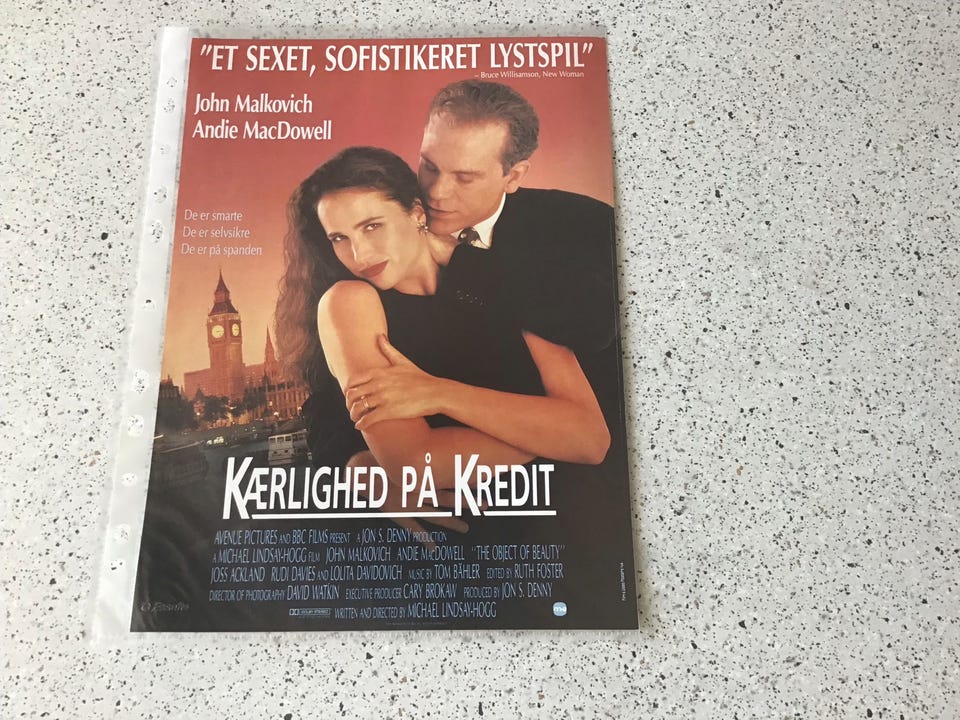 "ET SEXET, SOFISTIKERET LYSTSPIL"
– Bruce Willisamson, New Woman
John Malkovich
Andie MacDowell
De er smarte
De er selvsikre
De er på spanden
KÆRLIGHED PÅ KREDIT
AVENUE PICTURES AND BBC FILMS PRESENT A JON S. DENNY PRODUCTION
A MICHAEL LINDSAY-HOGG FILM JOHN MALKOVICH ANDIE MACDOWELL "THE OBJECT OF BEAUTY"
JOSS ACKLAND RUDI DAVIES AND LOLITA DAVIDOVICH MUSIC BY TOM BÄHLER EDITED BY RUTH FOSTER
DIRECTOR OF PHOTOGRAPHY DAVID WATKIN EXECUTIVE PRODUCER CARY BROKAW PRODUCED BY JON S. DENNY
DOLBY STEREO WRITTEN AND DIRECTED BY MICHAEL LINDSAY-HOGG